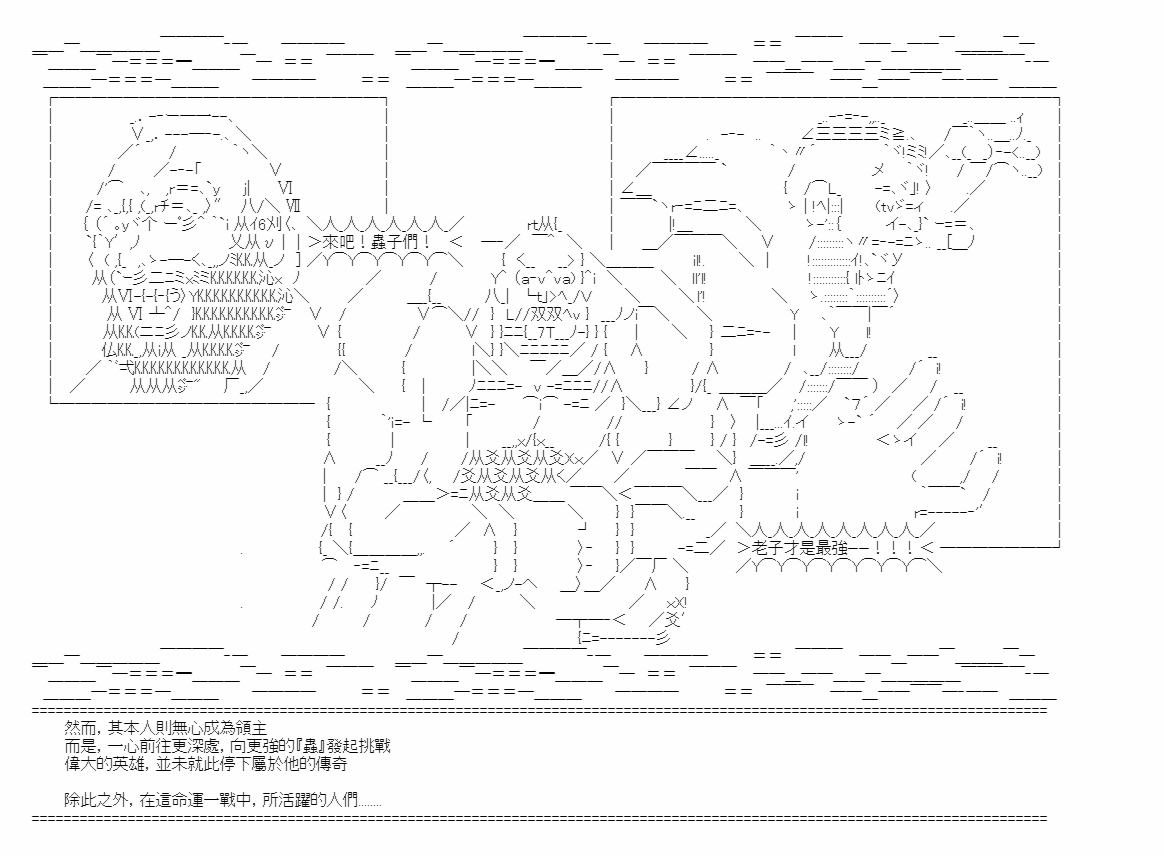 ＞來吧！蟲子們！　＜
＞老子才是最強――！！！＜
然而，其本人則無心成為領主
而是，一心前往更深處，向更強的『蟲』發起挑戰
偉大的英雄，並未就此停下屬於他的傳奇
除此之外，在這命運一戰中，所活躍的人們........